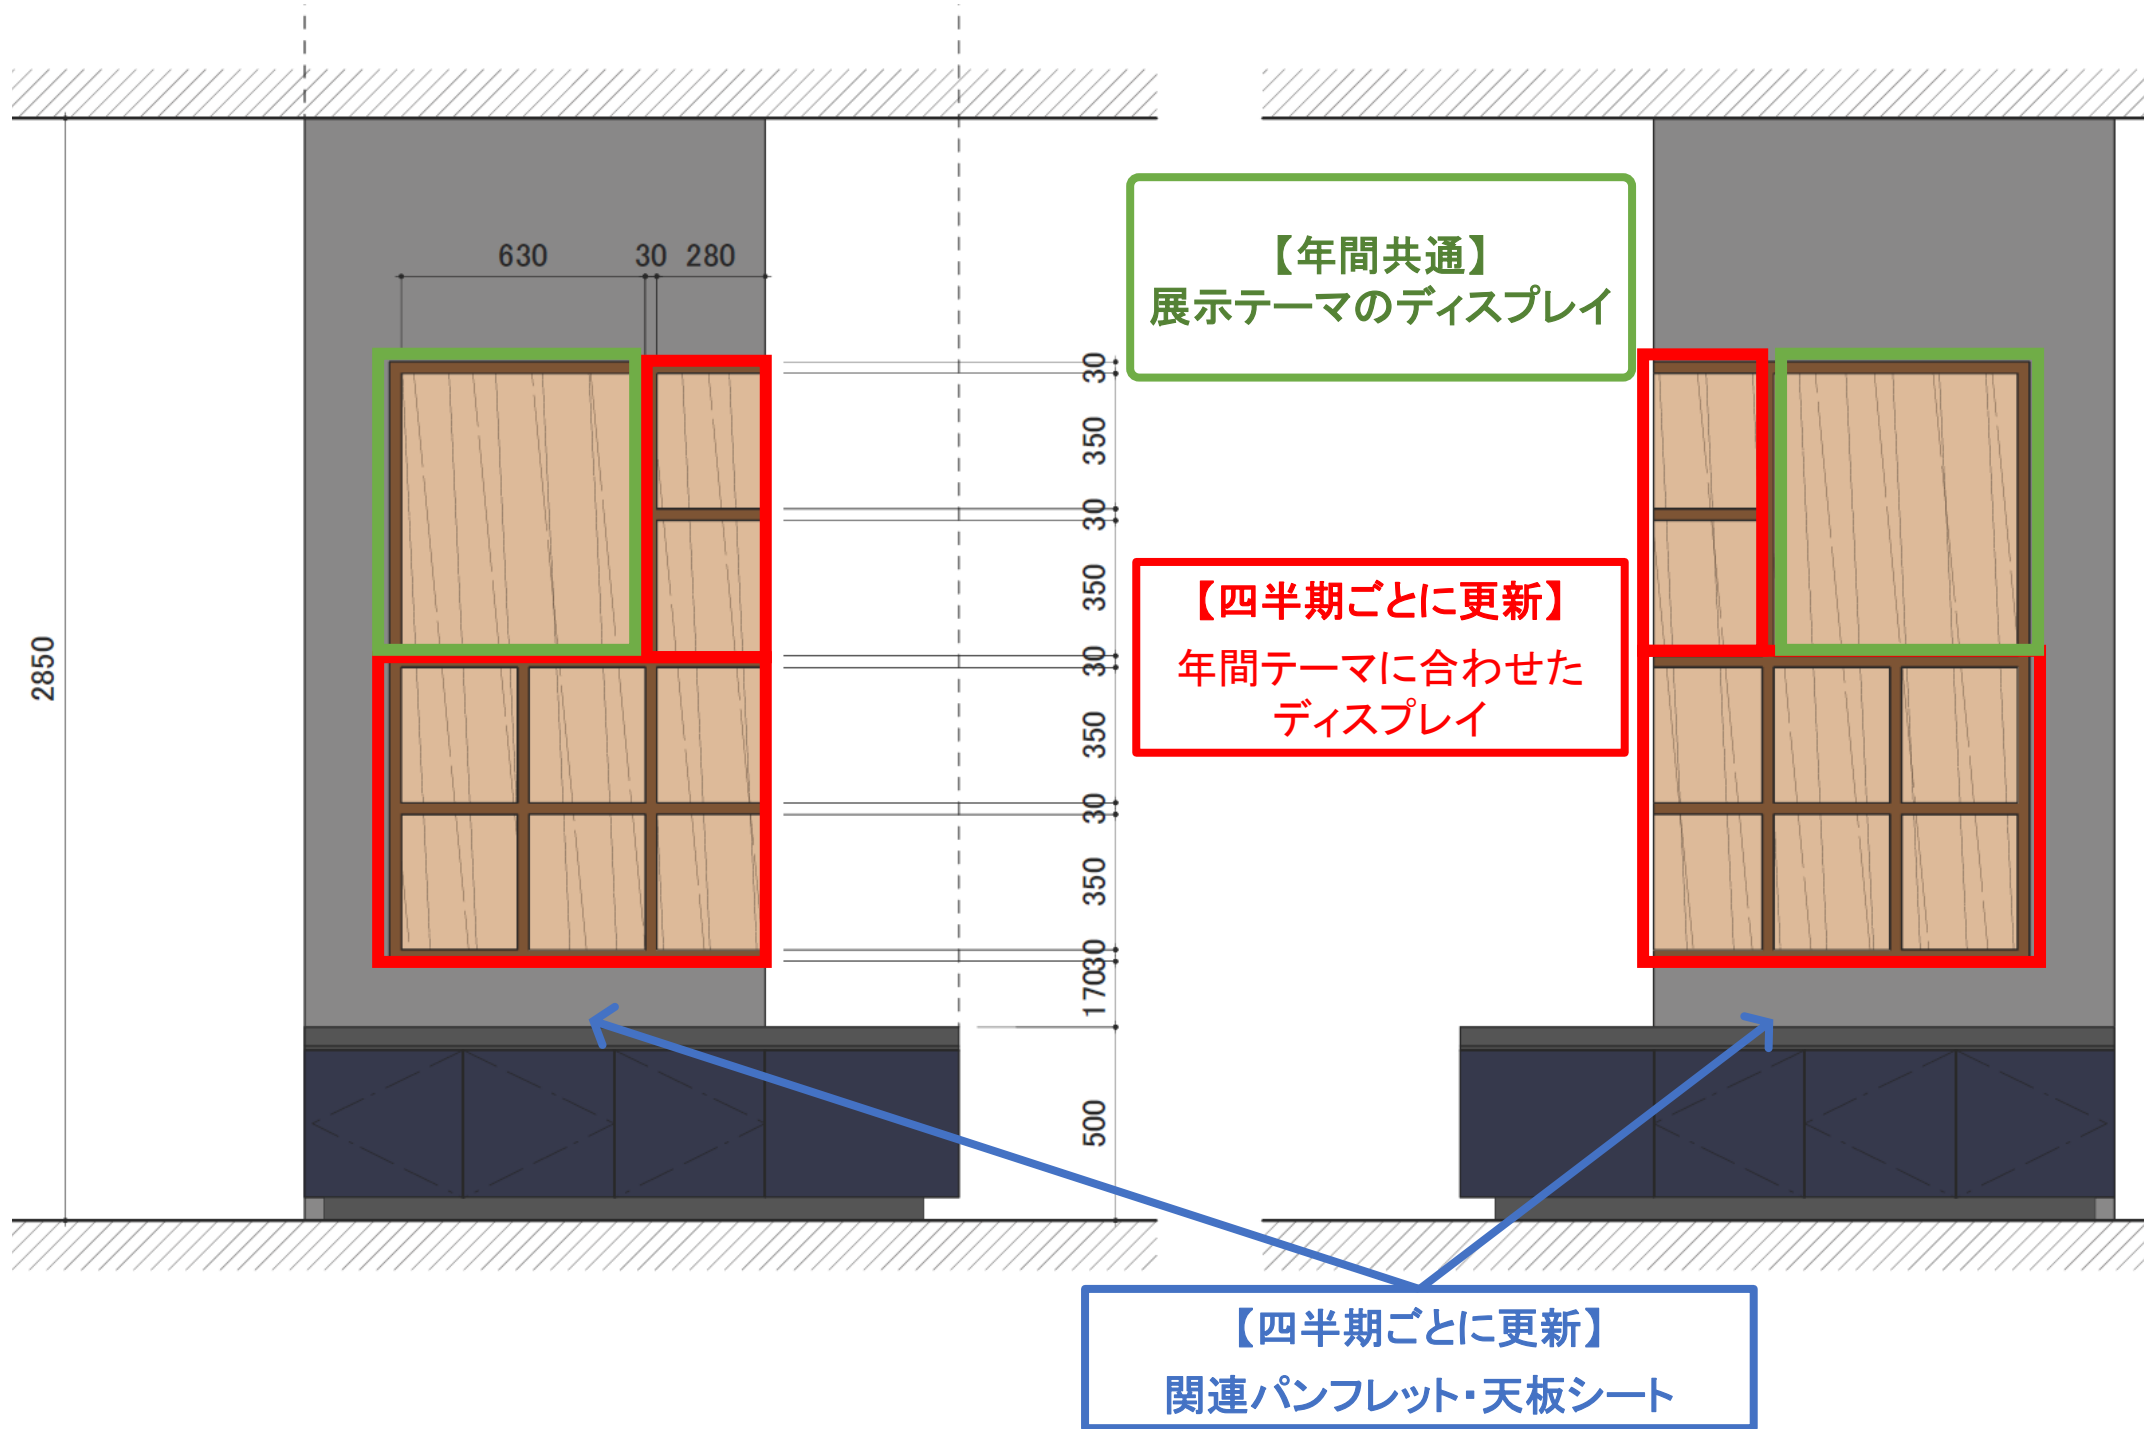 630 30 280
【年間共通】
展示テーマのディスプレイ
30
350
30
350
30
350
30
350
30
170
500
2850
【四半期ごとに更新】
年間テーマに合わせた
ディスプレイ
【四半期ごとに更新】
関連パンフレット・天板シート